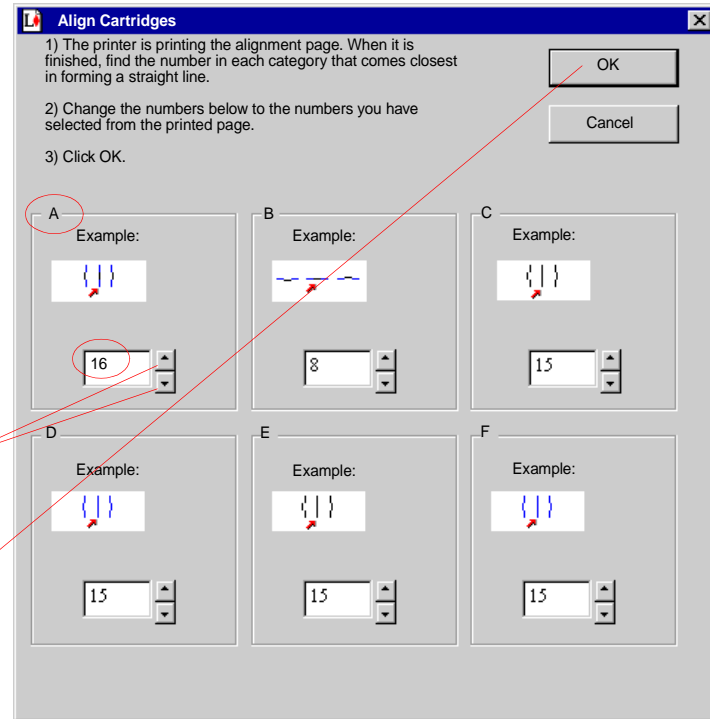 Align Cartridges
1) The printer is printing the alignment page. When it is
finished, find the number in each category that comes closest
in forming a straight line.
2) Change the numbers below to the numbers you have
selected from the printed page.
3) Click OK.
OK
Cancel
A
Example:
16
B
Example:
8
C
Example:
15
D
Example:
15
E
Example:
15
F
Example:
15